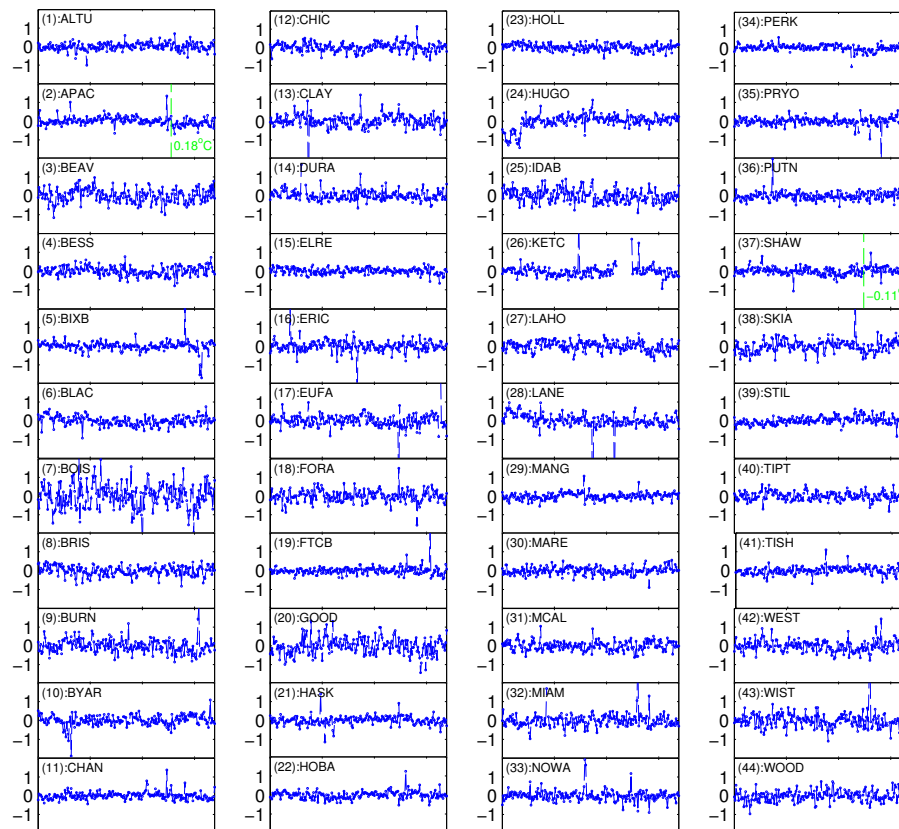 (1):ALTU
1
0
−1
(2):APAC
1
0
−1
0.18°C
(3):BEAV
1
0
−1
(4):BESS
1
0
−1
(5):BIXB
1
0
−1
(6):BLAC
1
0
−1
(7):BOIS
1
0
−1
(8):BRIS
1
0
−1
(9):BURN
1
0
−1
(10):BYAR
1
0
−1
(11):CHAN
1
0
−1
(12):CHIC
1
0
−1
(13):CLAY
1
0
−1
(14):DURA
1
0
−1
(15):ELRE
1
0
−1
(16):ERIC
1
0
−1
(17):EUFA
1
0
−1
(18):FORA
1
0
−1
(19):FTCB
1
0
−1
(20):GOOD
1
0
−1
(21):HASK
1
0
−1
(22):HOBA
1
0
−1
(23):HOLL
1
0
−1
(24):HUGO
1
0
−1
(25):IDAB
1
0
−1
(26):KETC
1
0
−1
(27):LAHO
1
0
−1
(28):LANE
1
0
−1
(29):MANG
1
0
−1
(30):MARE
1
0
−1
(31):MCAL
1
0
−1
(32):MIAM
1
0
−1
(33):NOWA
1
0
−1
(34):PERK
1
0
−1
(35):PRYO
1
0
−1
(36):PUTN
1
0
−1
(37):SHAW
1
0
−1
−0.11°
(38):SKIA
1
0
−1
(39):STIL
1
0
−1
(40):TIPT
1
0
−1
(41):TISH
1
0
−1
(42):WEST
1
0
−1
(43):WIST
1
0
−1
(44):WOOD
1
0
−1